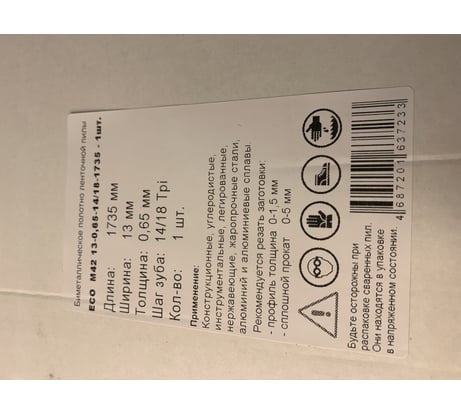 Биметаллическое полотно ленточной пилы
ECO M42 13-0,65-14/18-1735 - 1шт.
Длина: 1735 мм
Ширина: 13 мм
Толщина: 0,65 мм
Шаг зуба: 14/18 Tpi
Кол-во: 1 шт.
Применение:
Конструкционные, углеродистые,
инструментальные, легированные,
нержавеющие, жаропрочные стали,
алюминий и алюминиевые сплавы.
Рекомендуется резать заготовки:
- профиль толщина 0-1,5 мм
- сплошной прокат 0-5 мм
4 687201 637233
Будьте осторожны при
распаковке сваренных пил.
Они находятся в упаковке
в напряженном состоянии.